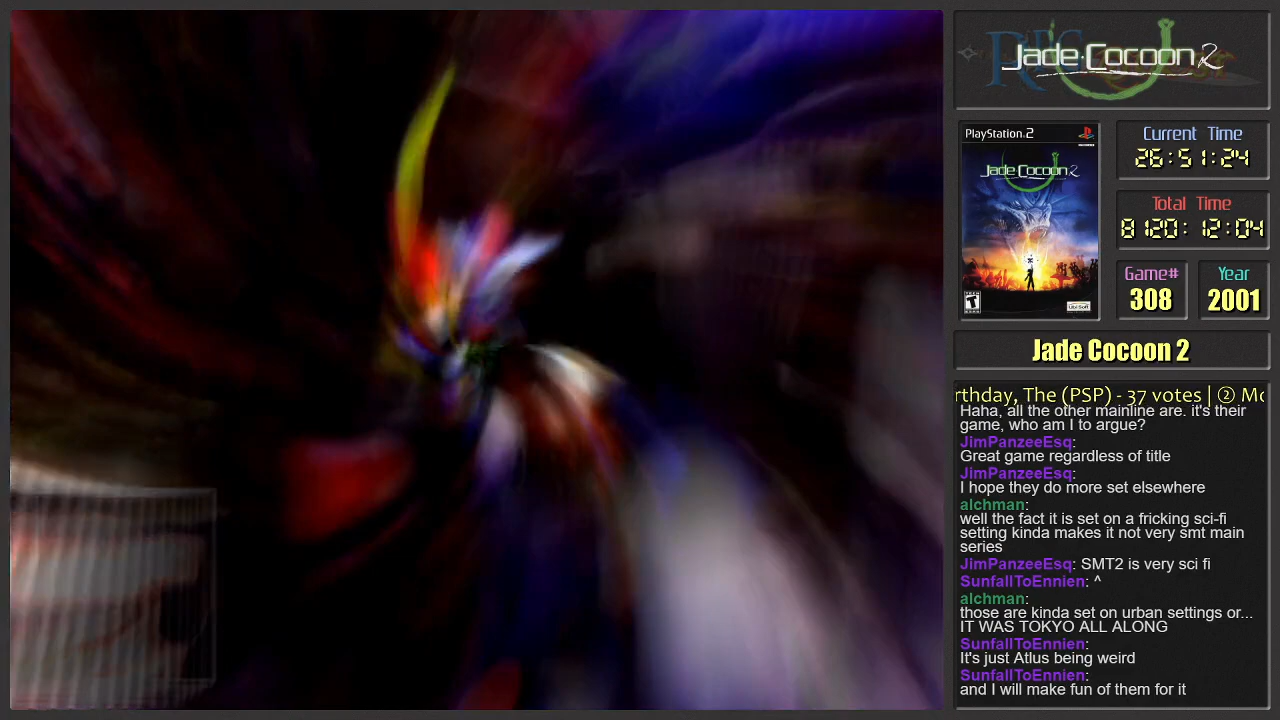 Jade Cocoon 2
PlayStation.2
Jade Cocoon 2
Ubi Soft
Current Time
26:51:24
Total Time
8120:12:04
Game#
308
Year
2001
Jade Cocoon 2
rthday, The (PSP) - 37 votes | ② Mo
Haha, all the other mainline are. it's their
game, who am I to argue?
JimPanzeeEsq:
Great game regardless of title
JimPanzeeEsq:
I hope they do more set elsewhere
alchman:
well the fact it is set on a fricking sci-fi
setting kinda makes it not very smt main
series
JimPanzeeEsq: SMT2 is very sci fi
SunfallToEnnien: ^
alchman:
those are kinda set on urban settings or...
IT WAS TOKYO ALL ALONG
SunfallToEnnien:
It's just Atlus being weird
SunfallToEnnien:
and I will make fun of them for it